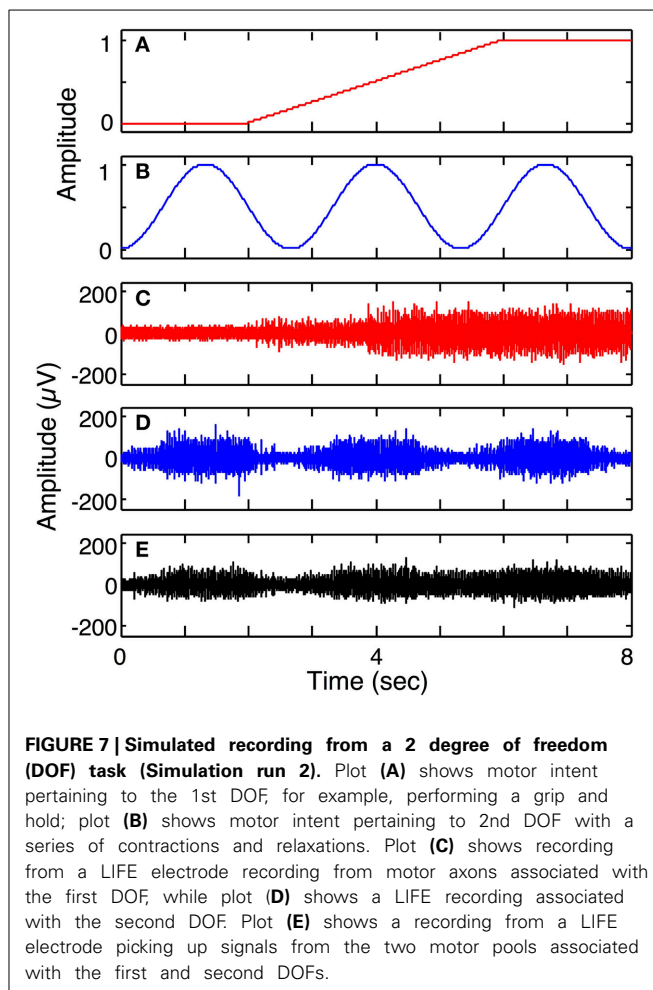 A
1
0
Amplitude
B
1
0
C
200
0
-200
Amplitude (µV)
D
200
0
-200
E
200
0
-200
0 4 8
Time (sec)
FIGURE 7 | Simulated recording from a 2 degree of freedom
(DOF) task (Simulation run 2). Plot (A) shows motor intent
pertaining to the 1st DOF, for example, performing a grip and
hold; plot (B) shows motor intent pertaining to 2nd DOF with a
series of contractions and relaxations. Plot (C) shows recording
from a LIFE electrode recording from motor axons associated with
the first DOF, while plot (D) shows a LIFE recording associated
with the second DOF. Plot (E) shows a recording from a LIFE
electrode picking up signals from the two motor pools associated
with the first and second DOFs.